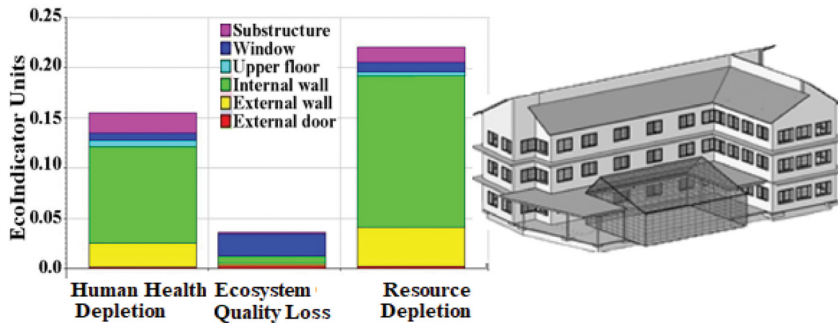 EcoIndicator Units
0.25
0.20
0.15
0.10
0.05
0.0
Substructure
Window
Upper floor
Internal wall
External wall
External door
Human Health
Depletion
Ecosystem
Quality Loss
Resource
Depletion